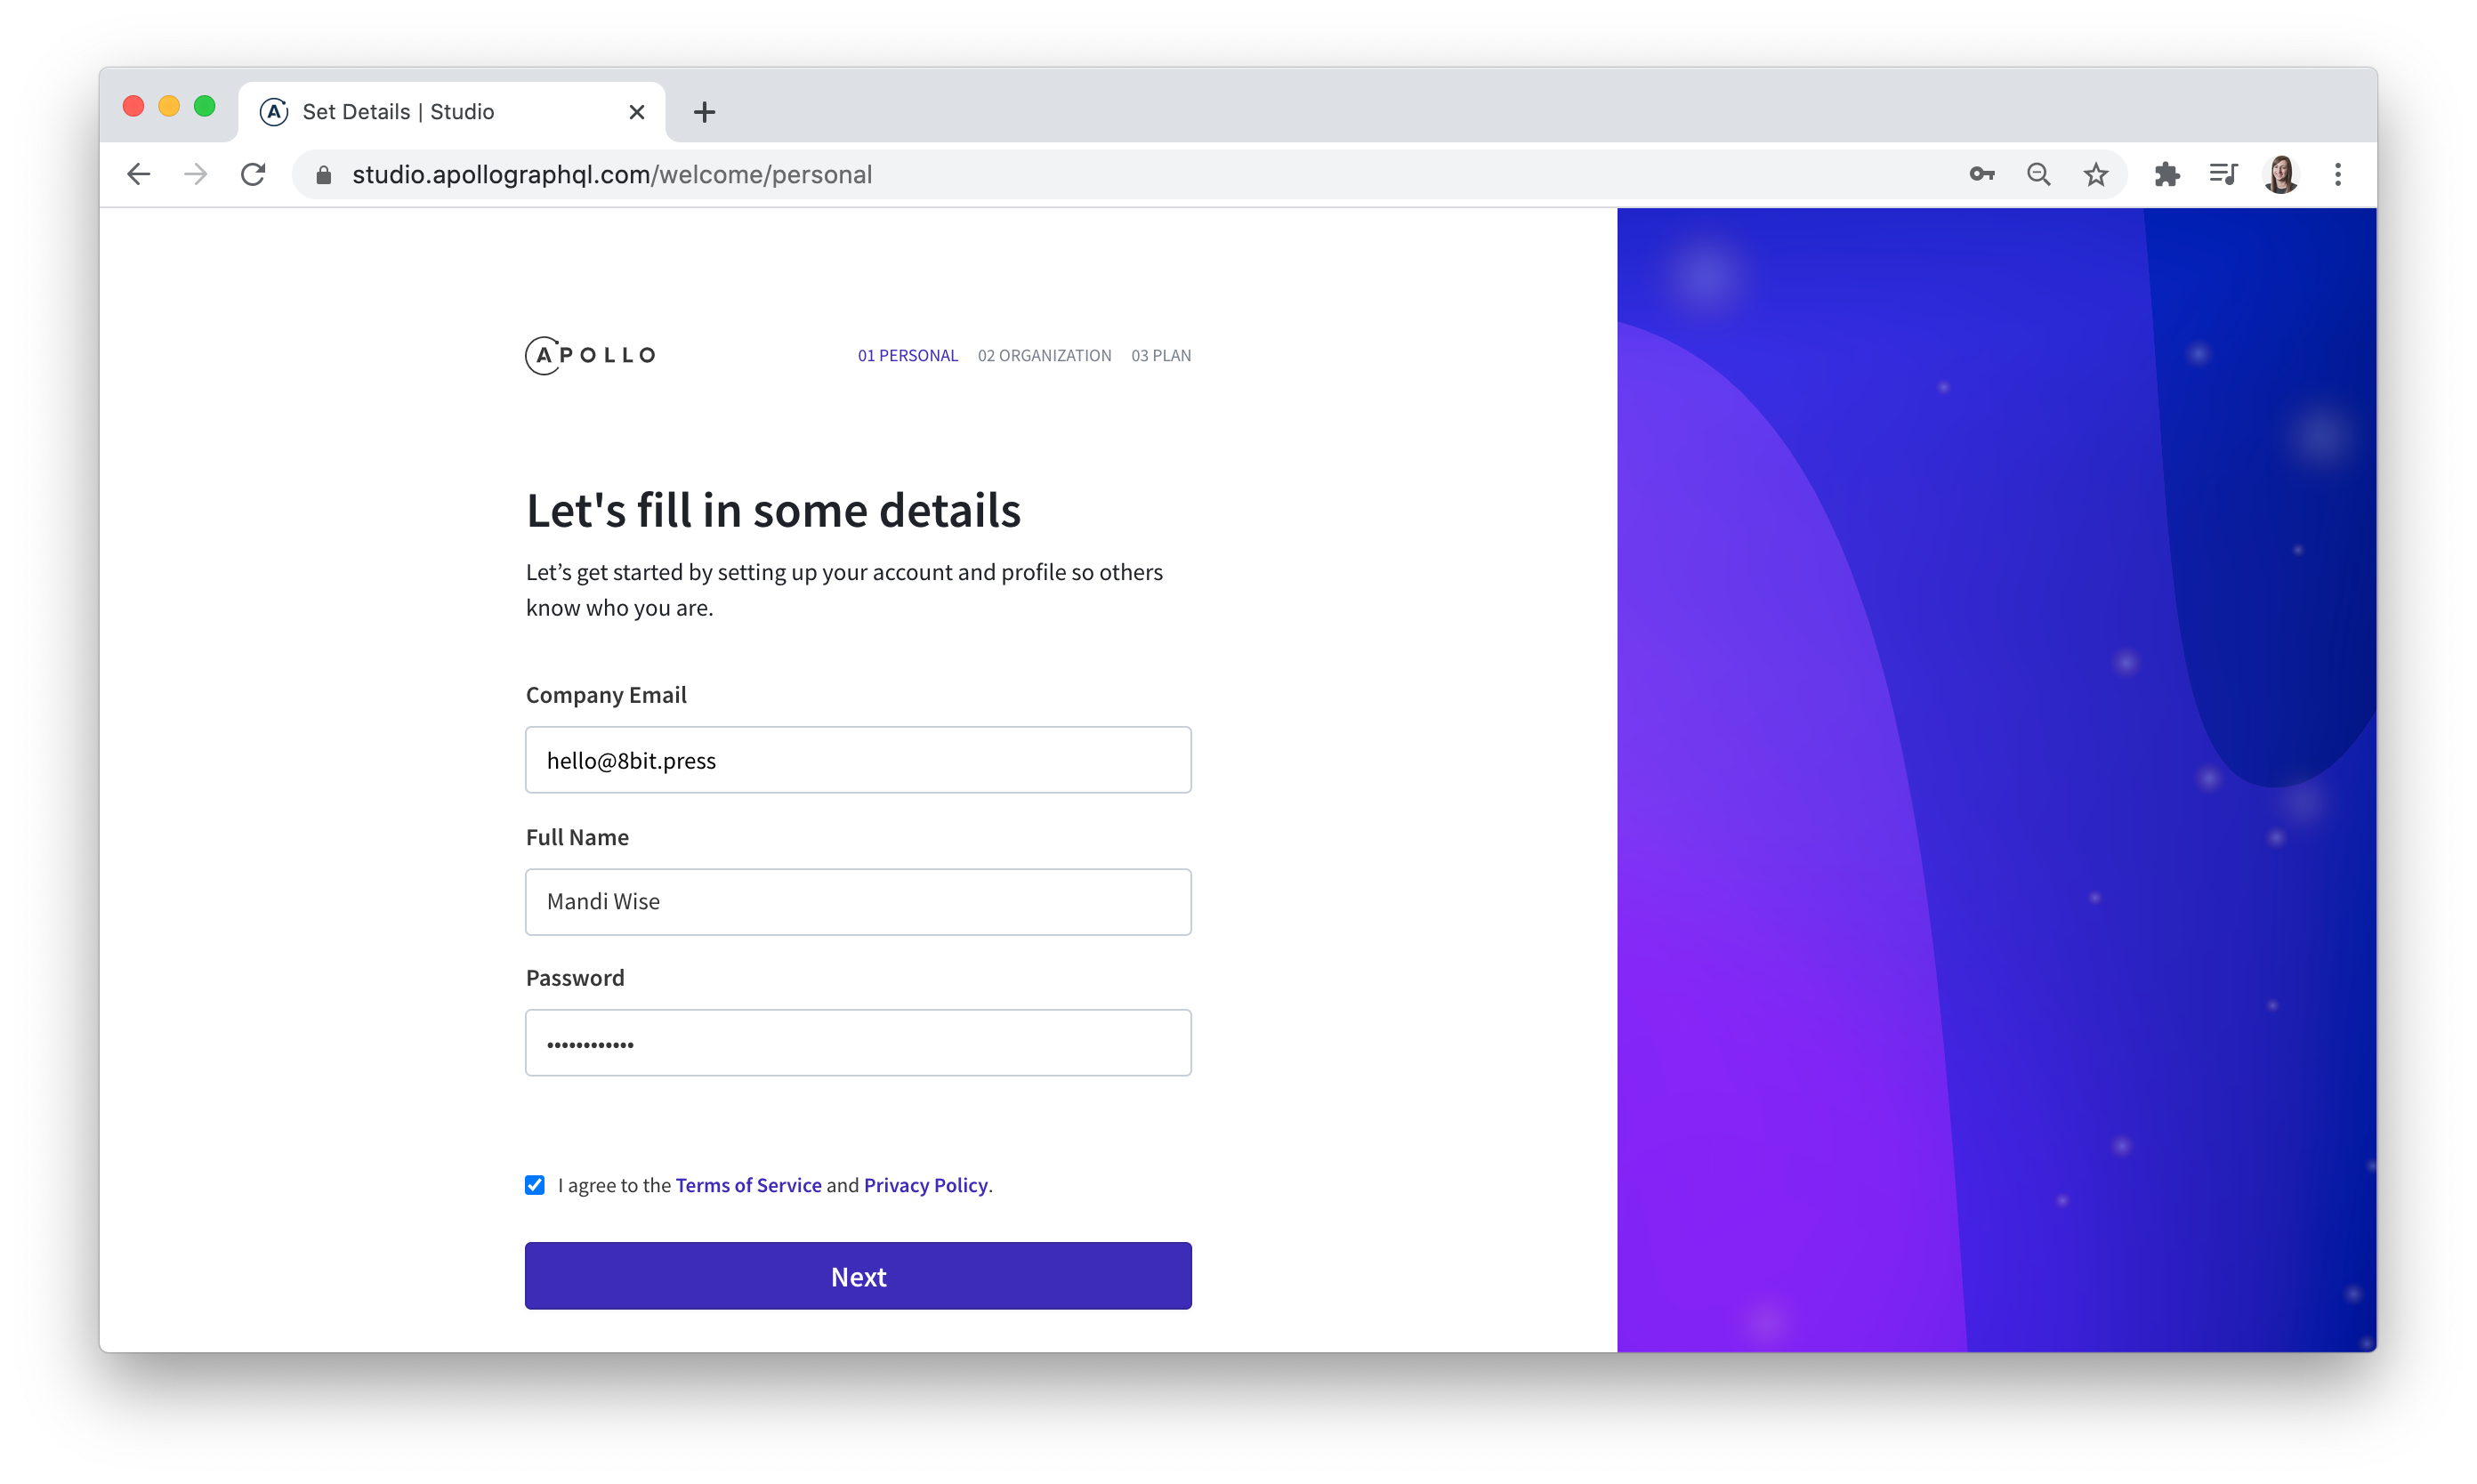 Set Details | Studio
studio.apollographql.com/welcome/personal
APOLLO
01 PERSONAL 02 ORGANIZATION 03 PLAN
Let's fill in some details
Let’s get started by setting up your account and profile so others
know who you are.
Company Email
hello@8bit.press
Full Name
Mandi Wise
Password
••••••••••••
I agree to the Terms of Service and Privacy Policy.
Next